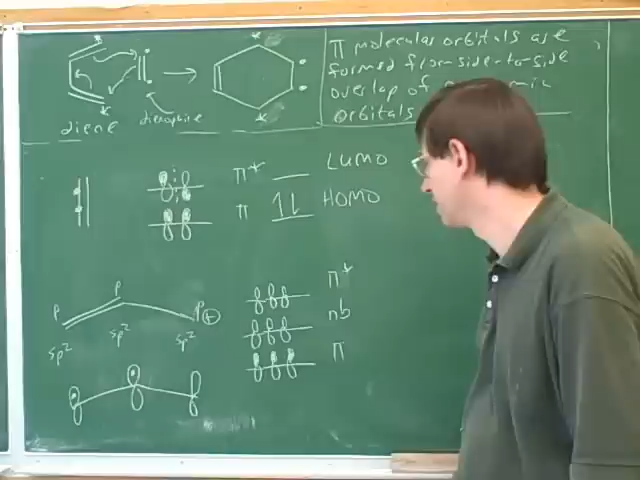 π molecular orbitals are
formed from side-to-side
overlap of
orbitals
diene
dienophile
π* LUMO
π HOMO
P P P +
sp² sp² sp²
π*
nb
π